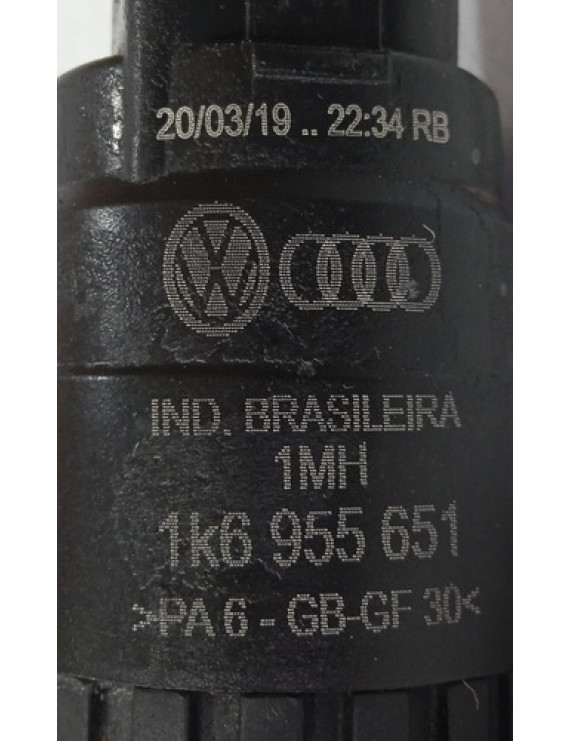 20/03/19 .. 22:34 RB
IND. BRASILEIRA
1MH
1k6 955 651
>PA 6 - GB-GF 30<